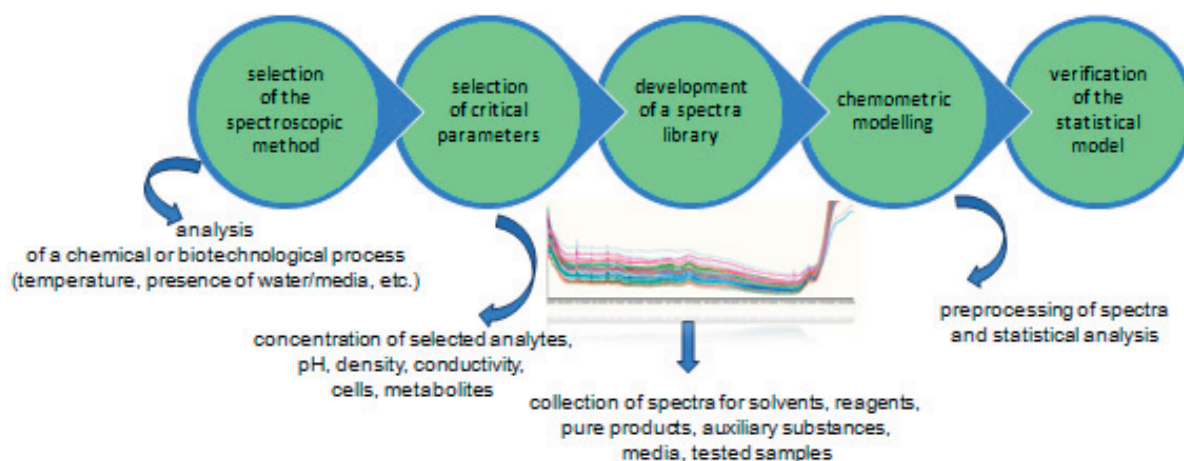 selection
of the
spectroscopic
method
selection
of critical
parameters
development
of a spectra
library
chemometric
modelling
verification
of the
statistical
model
analysis
of a chemical or biotechnological process
(temperature, presence of water/media, etc.)
concentration of selected analytes,
pH, density, conductivity,
cells, metabolites
collection of spectra for solvents, reagents,
pure products, auxiliary substances,
media, tested samples
preprocessing of spectra
and statistical analysis